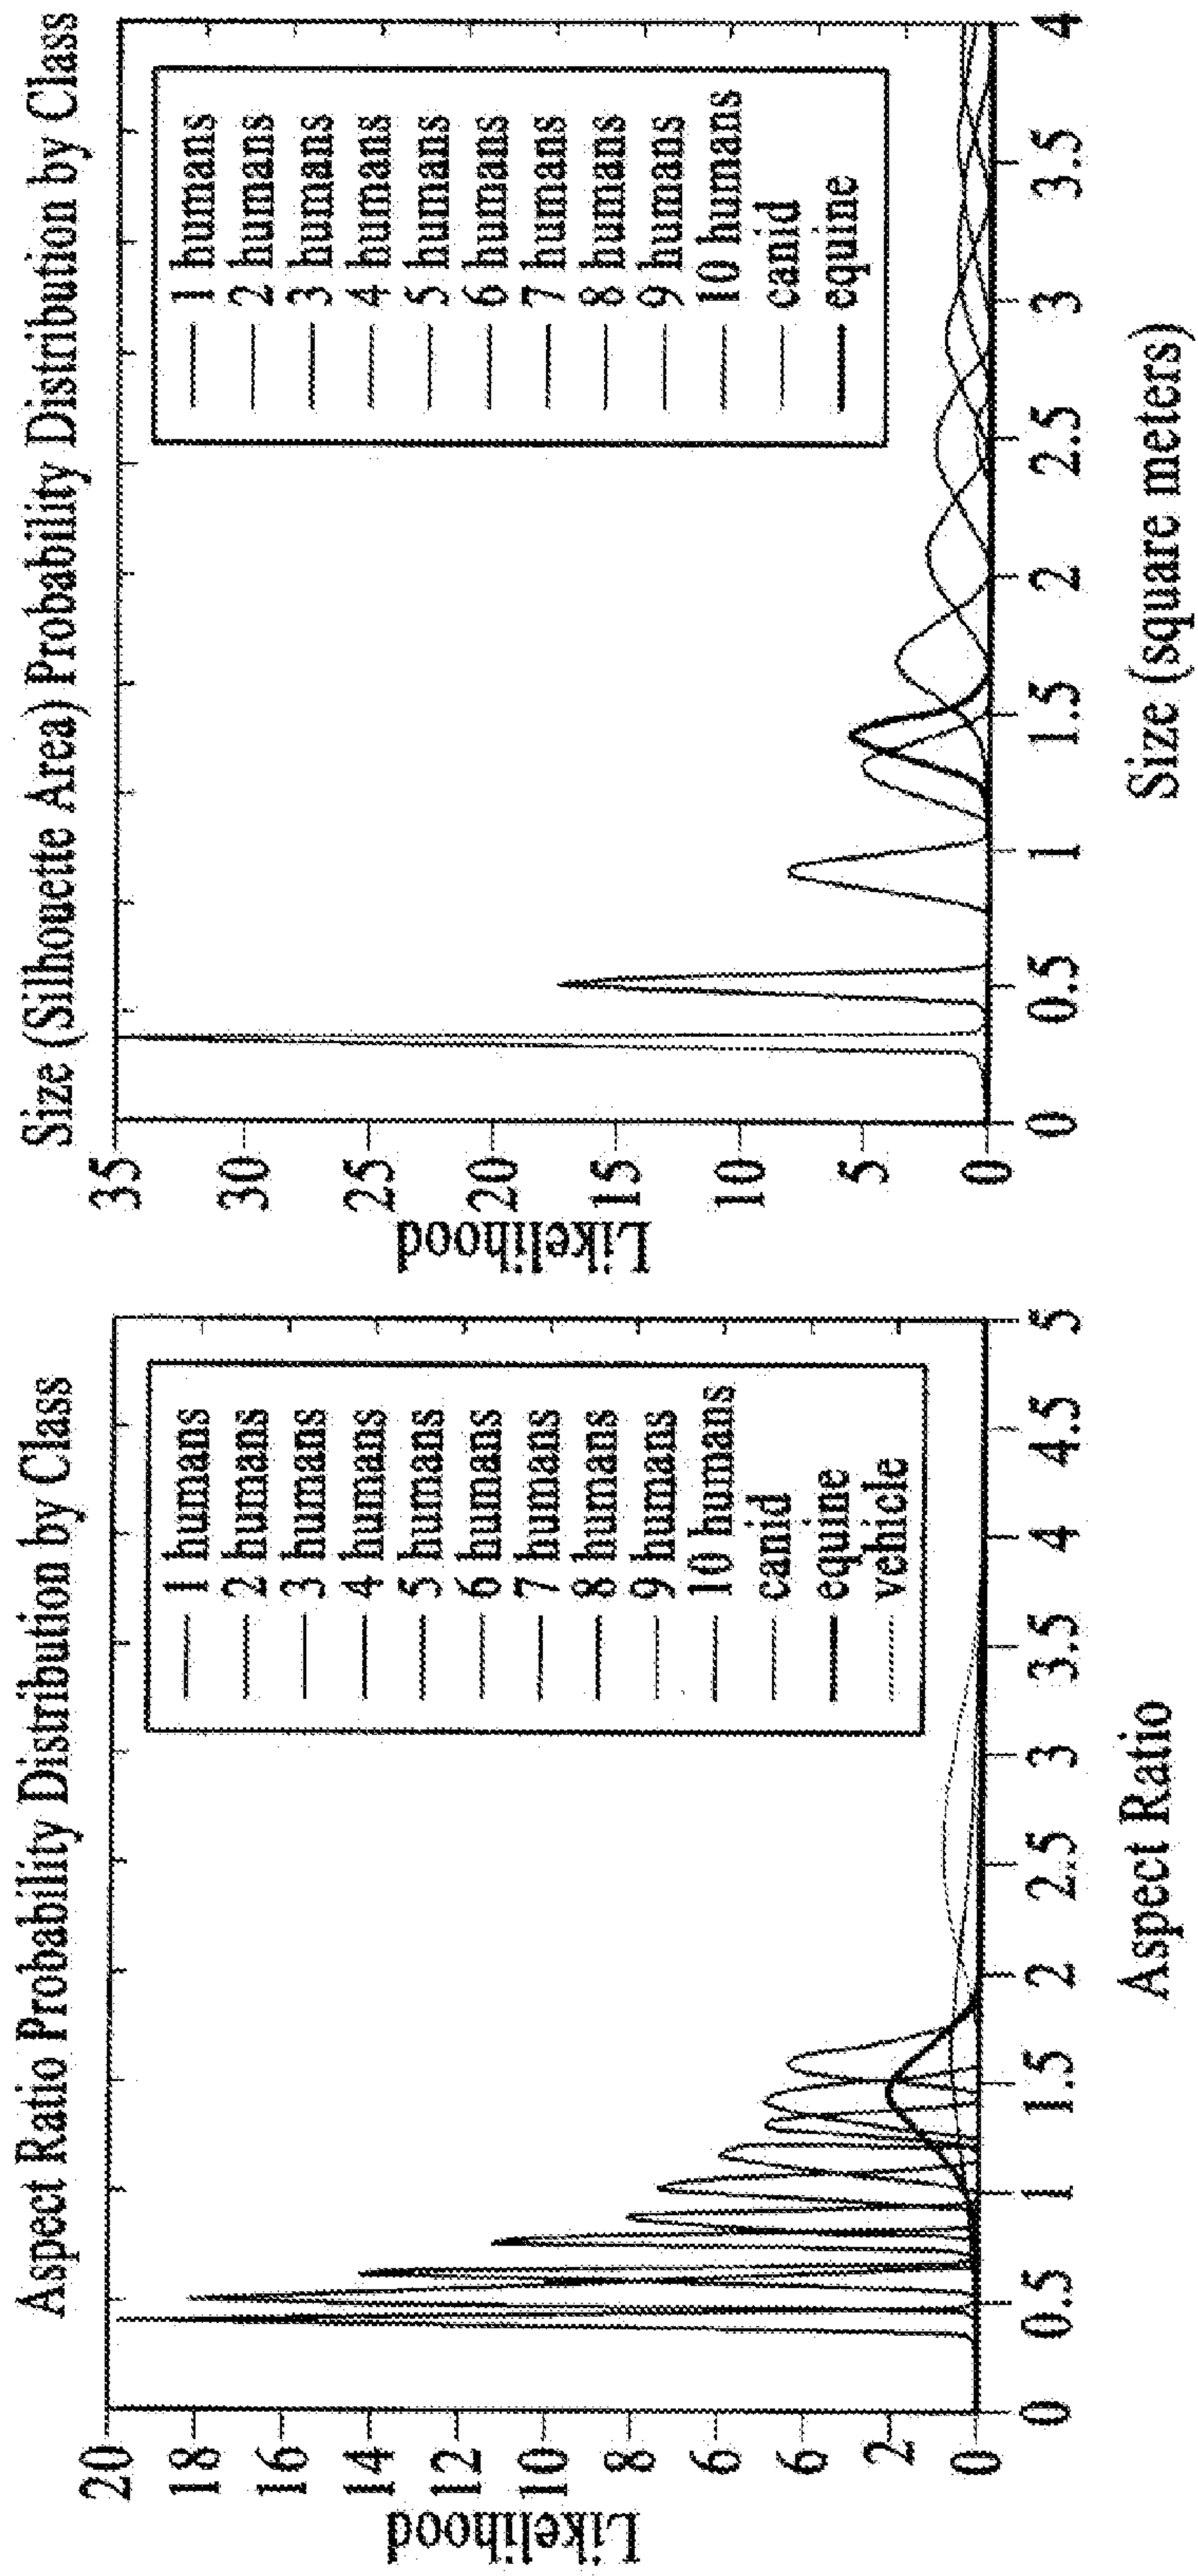 Aspect Ratio Probability Distribution by Class
Likelihood
20
18
16
14
12
10
8
6
6
2
0
0
0.5
1
1.5
2
2.5
3
3.5
4
4.5
5
Aspect Ratio
1 humans
2 humans
3 humans
4 humans
5 humans
6 humans
7 humans
8 humans
9 humans
10 humans
canid
equine
vehicle
Size (Silhouette Area) Probability Distribution by Class
Likelihood
35
30
25
20
15
10
5
0
0
0.5
1
1.5
2
2.5
3
3.5
4
Size (square meters)
1 humans
2 humans
3 humans
4 humans
5 humans
6 humans
7 humans
8 humans
9 humans
10 humans
canid
equine